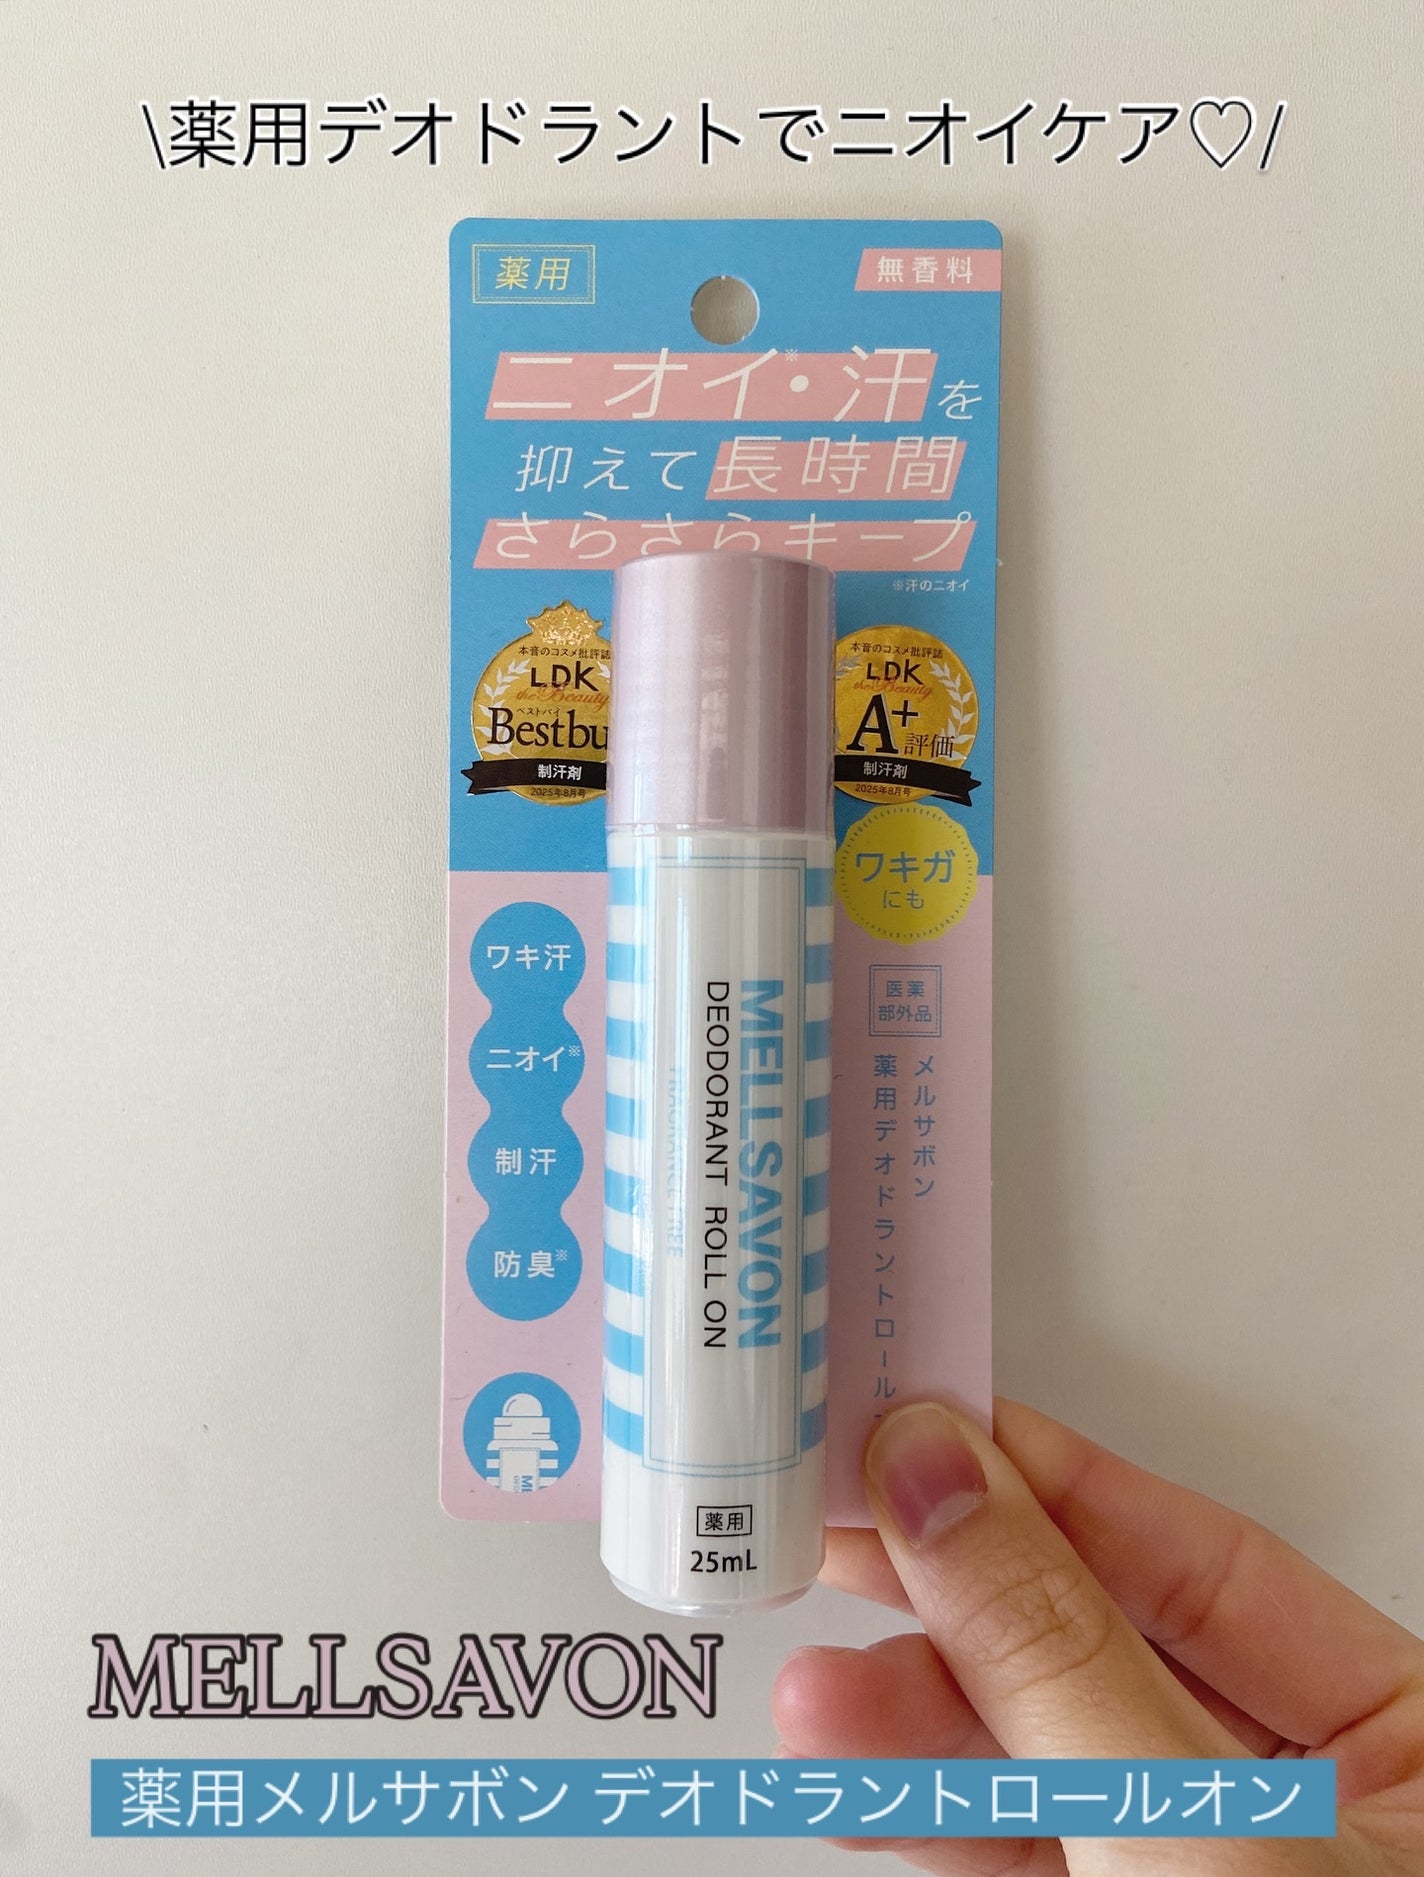 \薬用デオドラントでニオイケア♡/
薬用
無香料
ニオイ※・汗を
抑えて長時間
さらさらキープ
※汗のニオイ
本音のコスメ批評誌
LDK
the Beauty
ベストバイ
Bestbu
制汗剤
2025年8月号
本音のコスメ批評誌
LDK
the Beauty
A+評価
制汗剤
2025年8月号
ワキガ
にも
ワキ汗
ニオイ※
制汗
防臭※
医薬
部外品
メルサボン
薬用デオドラントロール
MELLSAVON
DEODORANT ROLL ON
FRAGRANCE FREE
薬用
25mL
MELLSAVON
薬用メルサボン デオドラントロールオン